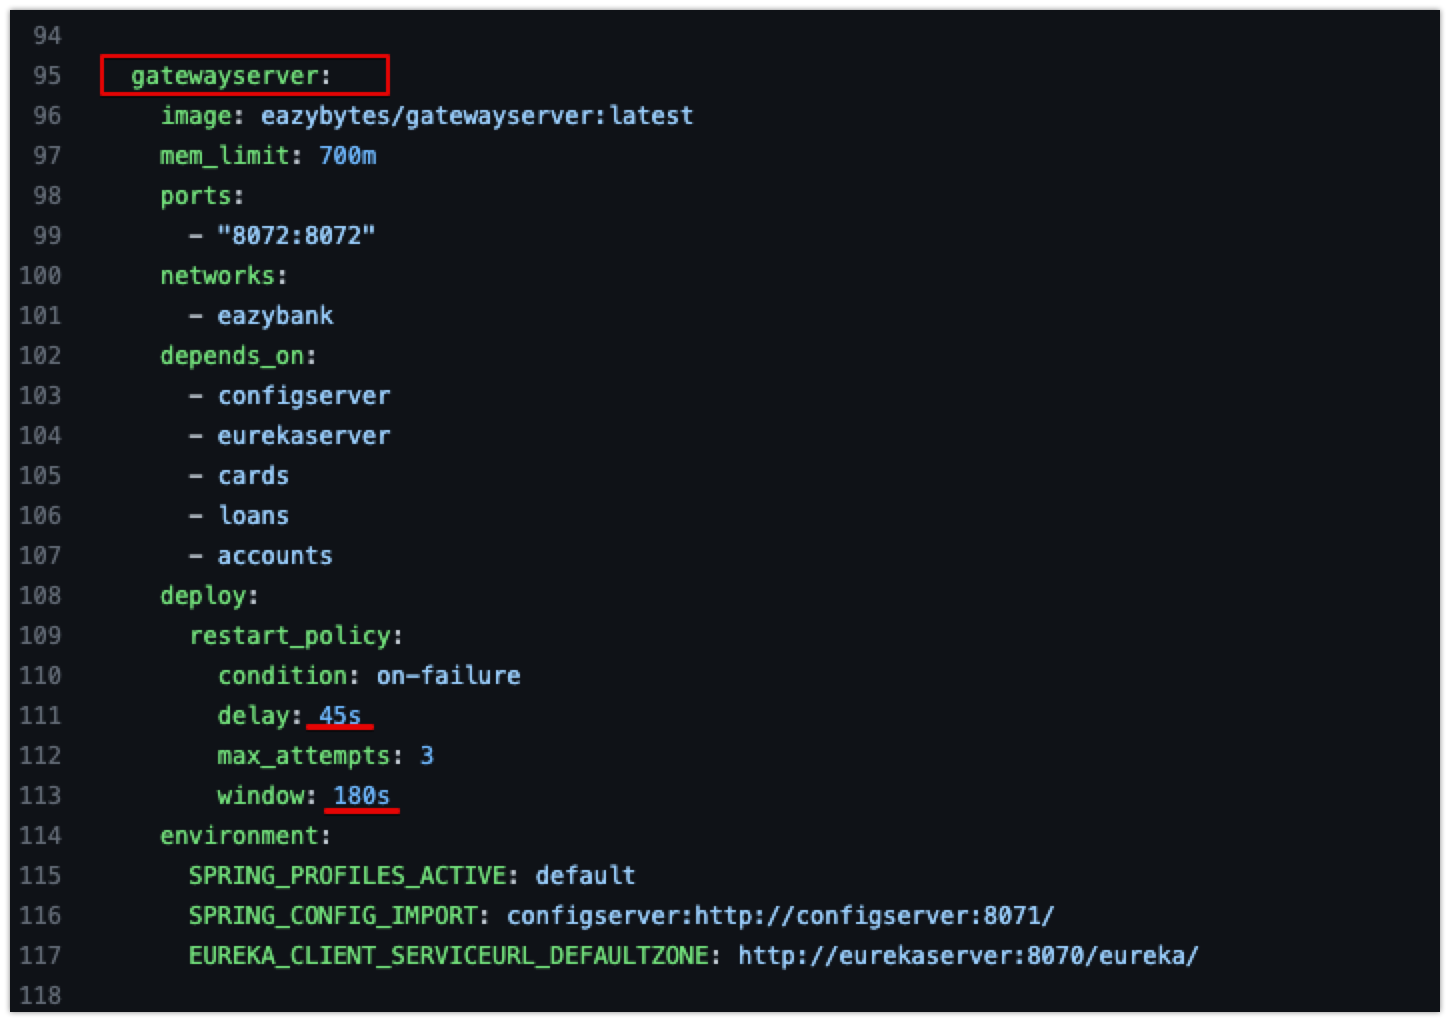 94
95 gatewayserver:
96 image: eazybytes/gatewayserver:latest
97 mem_limit: 700m
98 ports:
99 - "8072:8072"
100 networks:
101 - eazybank
102 depends_on:
103 - configserver
104 - eurekaserver
105 - cards
106 - loans
107 - accounts
108 deploy:
109 restart_policy:
110 condition: on-failure
111 delay: 45s
112 max_attempts: 3
113 window: 180s
114 environment:
115 SPRING_PROFILES_ACTIVE: default
116 SPRING_CONFIG_IMPORT: configserver:http://configserver:8071/
117 EUREKA_CLIENT_SERVICEURL_DEFAULTZONE: http://eurekaserver:8070/eureka/
118